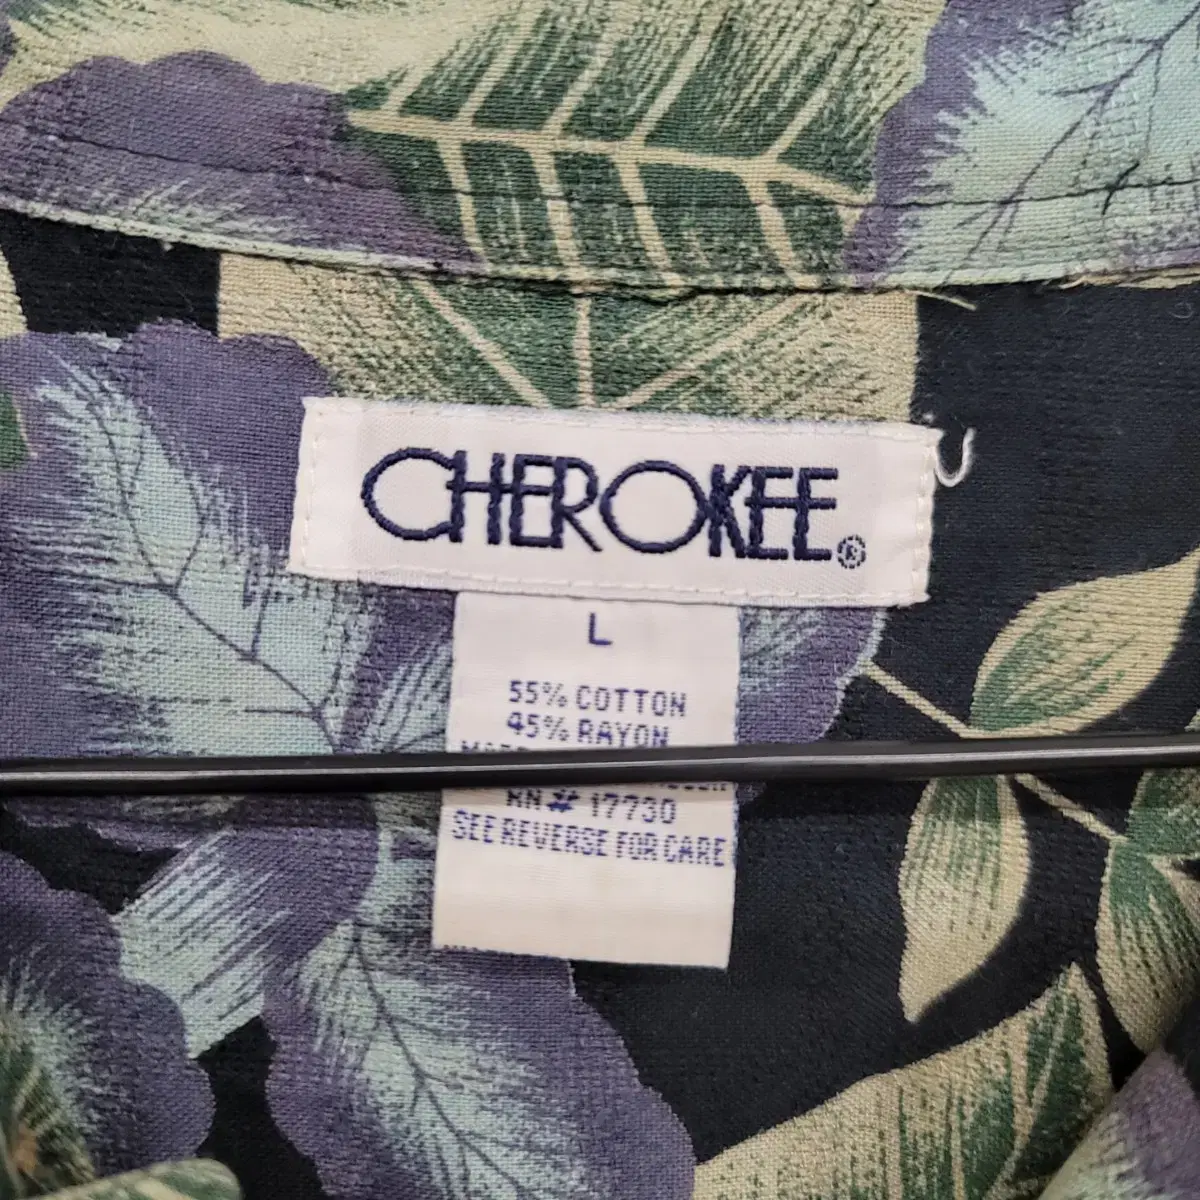 CHEROKEE®
L
55% COTTON
45% RAYON
RN# 17730
SEE REVERSE FOR CARE